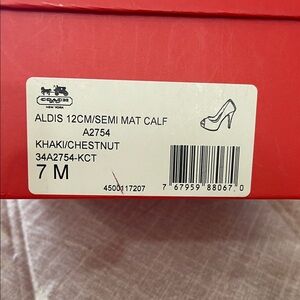 COACH
NEW YORK
ALDIS 12CM/SEMI MAT CALF
A2754
KHAKI/CHESTNUT
34A2754-KCT
7 M
4500117207
7 67959 88067 0